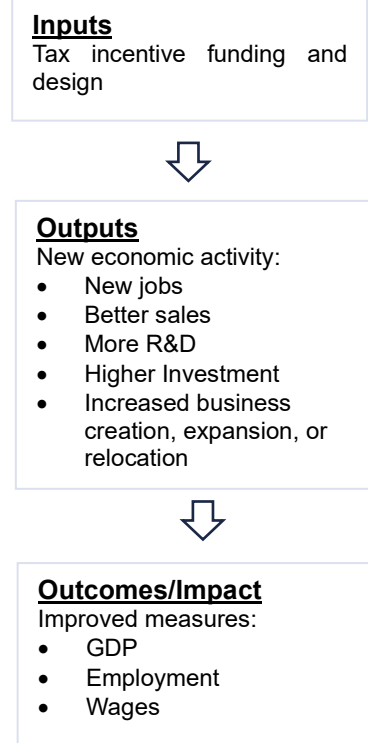 Inputs
Tax incentive funding and
design
Outputs
New economic activity:
• New jobs
• Better sales
• More R&D
• Higher Investment
• Increased business
creation, expansion, or
relocation
Outcomes/Impact
Improved measures:
• GDP
• Employment
• Wages